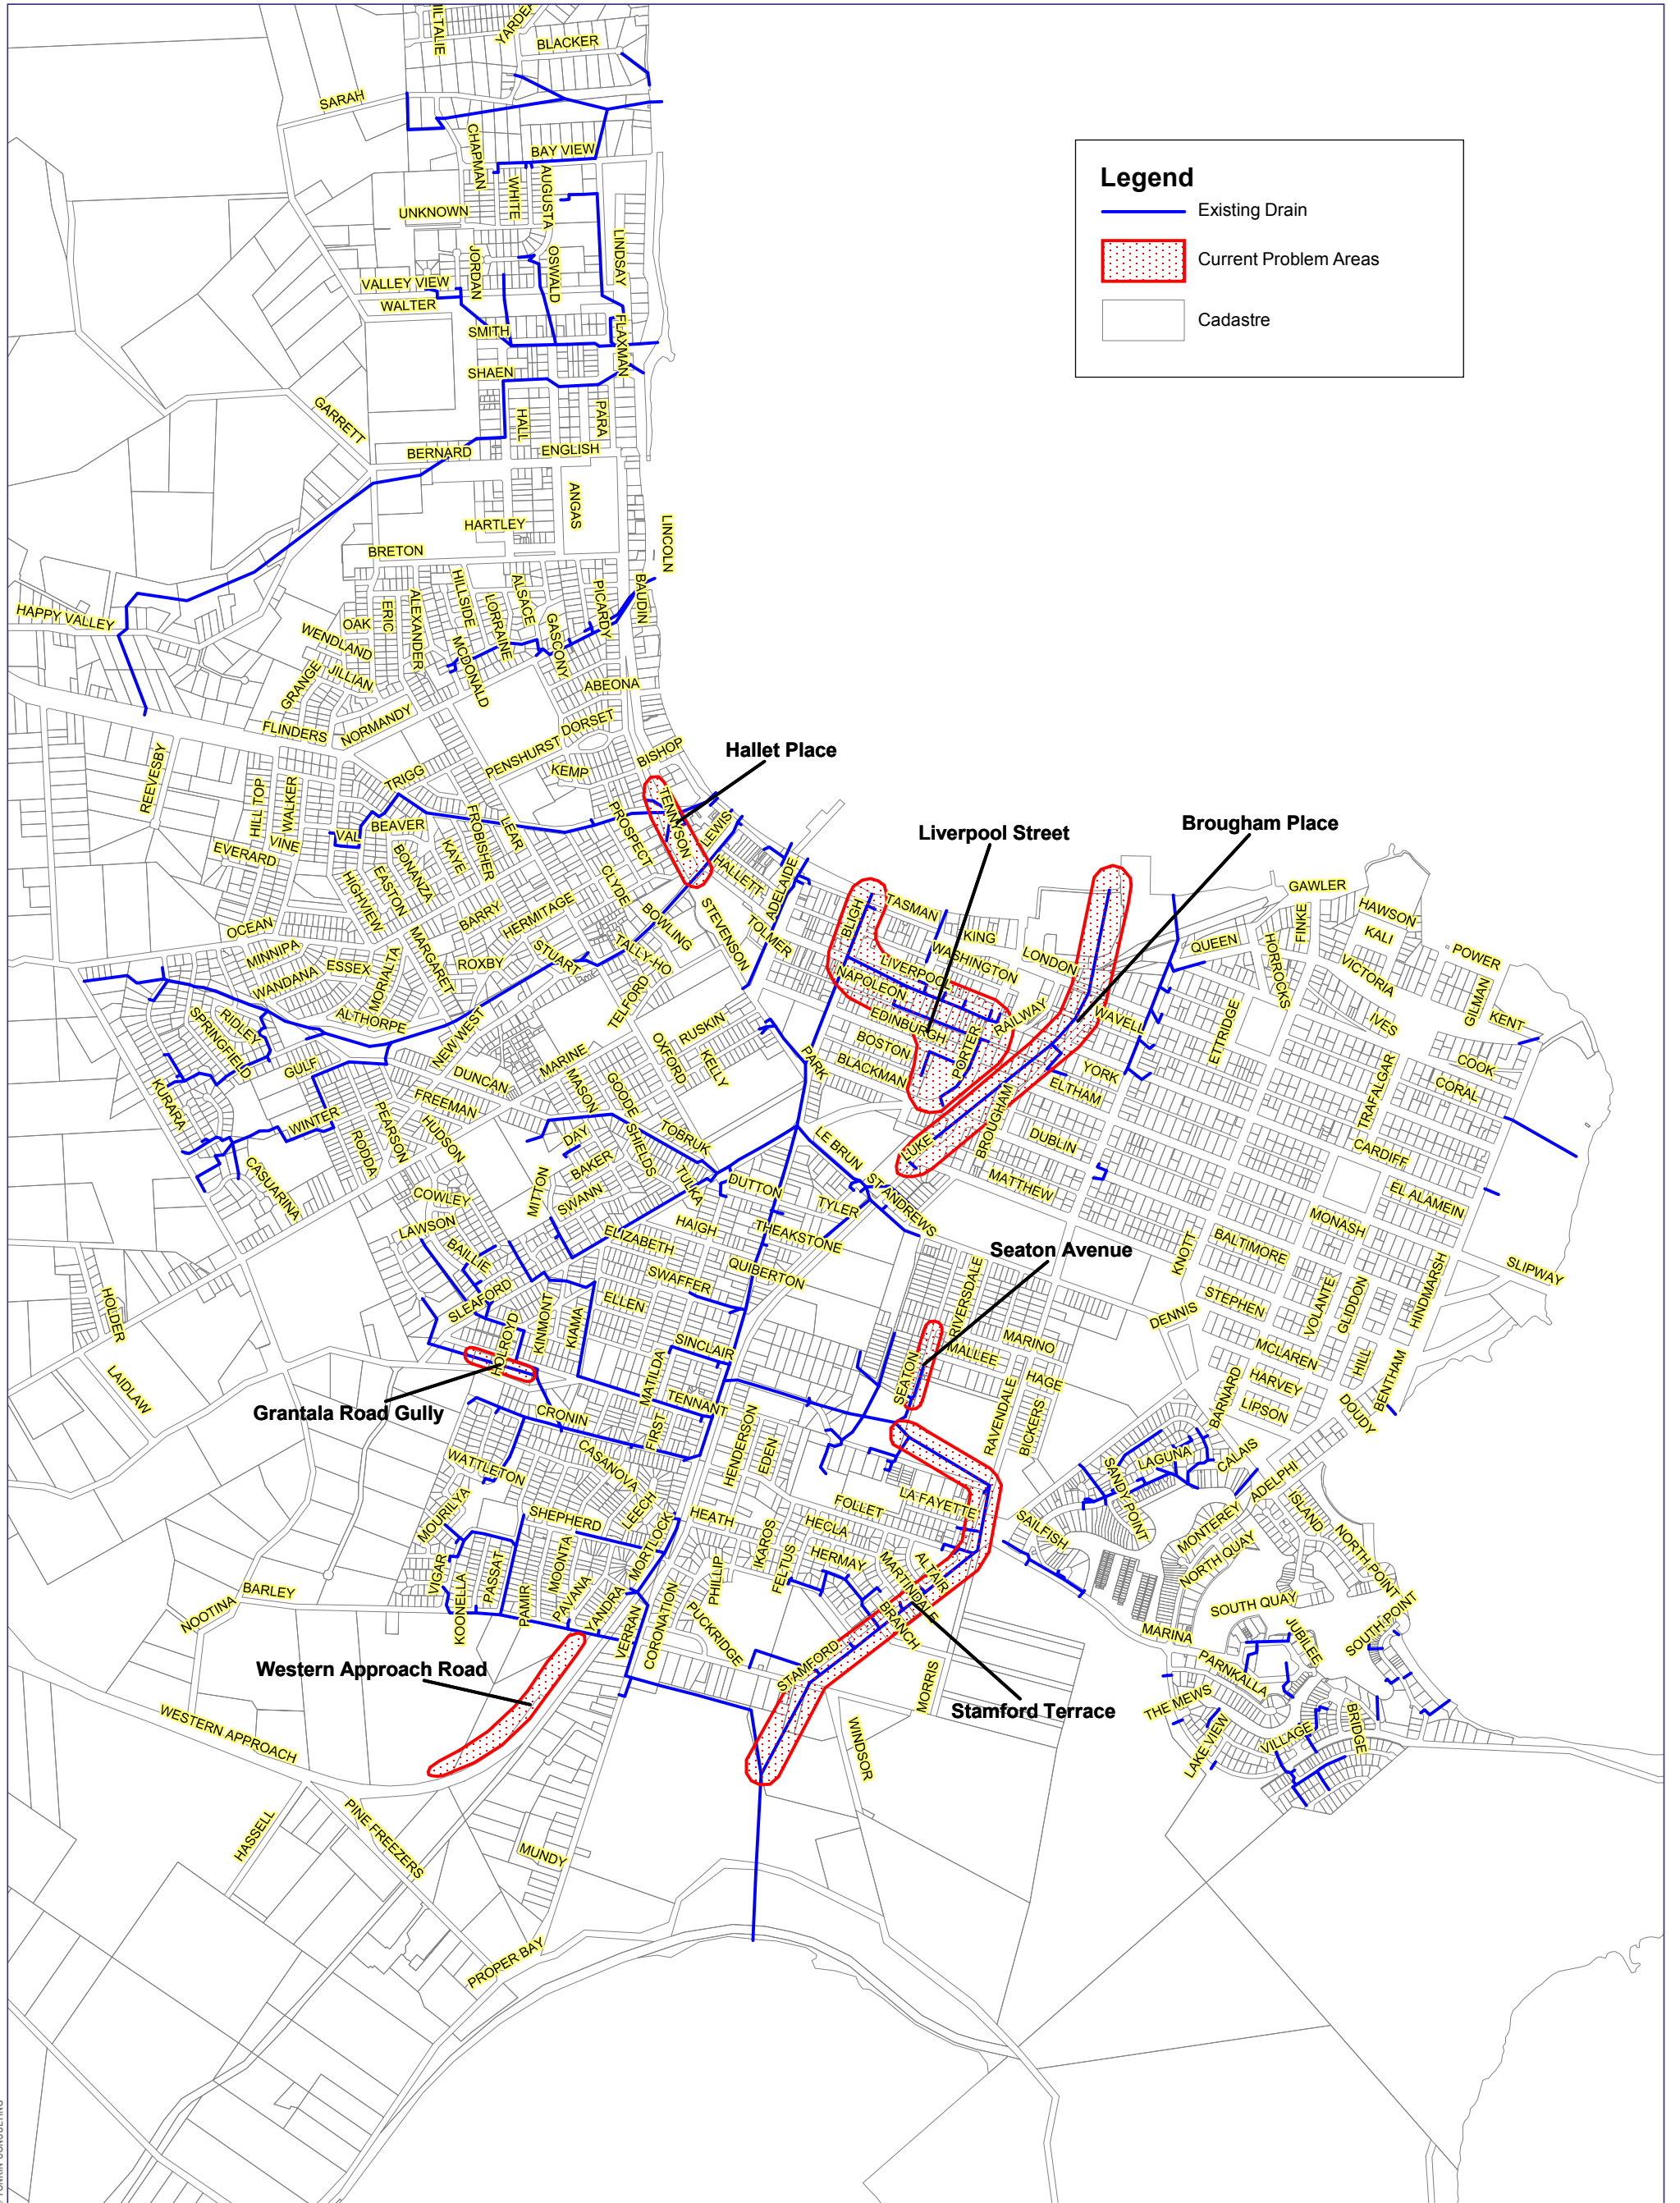 ILTALIE
BLACKER
SARAH
CHAPMAN
BAY VIEW
WHITE
AUGUSTA
UNKNOWN
LINDSAY
JORDAN
OSWALD
VALLEY VIEW
WALTER
SMITH
FLAXMAN
SHAEN
GARRETT
HALL
PARA
BERNARD
ENGLISH
Legend
Existing Drain
Current Problem Areas
Cadastre
ANGAS
HARTLEY
LINCOLN
BRETON
HILLSIDE
ALSACE
PICARDY
BAUDIN
HAPPY VALLEY
OAK
ERIC
ALEXANDER
LORRAINE
GASCONY
WENDLAND
MCDONALD
JILLIAN
GRANGE
ABEONA
FLINDERS
NORMANDY
DORSET
PENSHURST
BISHOP
KEMP
Hallet Place
REEVESBY
TRIGG
HILL TOP
WALKER
TENNYSON
PROSPECT
LEWIS
VAL
BEAVER
FROBISHER
LEAR
VINE
EVERARD
KAYE
BONANZA
EASTON
HIGHVIEW
CLYDE
HALLETT
ADELAIDE
Liverpool Street
Brougham Place
BARRY
HERMITAGE
BOWLING
STEVENSON
TOLMER
BLIGH
TASMAN
KING
GAWLER
HAWSON
FINKE
KALI
OCEAN
MINNIPA
WANDANA
ESSEX
MORIALTA
MARGARET
ROXBY
STUART
TALLY-HO
WASHINGTON
LONDON
QUEEN
HORROCKS
VICTORIA
POWER
LIVERPOOL
NAPOLEON
EDINBURGH
RAILWAY
WAVELL
ETTRIDGE
IVES
GILMAN
KENT
RIDLEY
SPRINGFIELD
ALTHORPE
NEW WEST
TELFORD
RUSKIN
OXFORD
KELLY
PARK
BOSTON
BLACKMAN
PORTER
YORK
ELTHAM
COOK
CORAL
TRAFALGAR
GULF
MARINE
DUNCAN
MASON
GOODE
KURARA
WINTER
FREEMAN
PEARSON
RODDA
HUDSON
DAY
SHIELDS
TOBRUK
LE BRUN
LUKE
BROUGHAM
DUBLIN
MATTHEW
CARDIFF
EL ALAMEIN
CASUARINA
MITTON
BAKER
SWANN
TULKA
DUTTON
TYLER
ST ANDREWS
MONASH
COWLEY
LAWSON
BAILLIE
ELIZABETH
HAIGH
THEAKSTONE
Seaton Avenue
KNOTT
BALTIMORE
SLIPWAY
SLEAFORD
SWAFFER
QUIBERTON
HOLDER
HOLROYD
KINMONT
KIAMA
ELLEN
SINCLAIR
RIVERSDALE
MARINO
DENNIS
STEPHEN
VOLANTE
GLIDDON
HINDMARSH
MALLEE
MCLAREN
LAIDLAW
MATILDA
TENNANT
SEATON
HAGE
HARVEY
HILL
BENTHAM
BARNARD
LIPSON
DOUDY
Grantala Road Gully
CRONIN
FIRST
HENDERSON
EDEN
RAVENDALE
BICKERS
WATTLETON
CASANOVA
LAGUNA
CALAIS
SANDY POINT
ADELPHI
MOURILYA
SHEPHERD
LEECH
HEATH
FOLLET
LA FAYETTE
SAILFISH
MONTEREY
ISLAND
MORTLOCK
HECLA
IKAROS
HERMAY
NORTH QUAY
NORTH POINT
VIGAR
KOONELLA
PASSAT
PAMIR
MOONTA
PAVANA
YANDRA
PHILLIP
FELTUS
MARTINDALE
ALTAIR
BARLEY
NOOTINA
VERRAN
CORONATION
PUCKRIDGE
BRANCH
SOUTH QUAY
SOUTH POINT
MARINA
JUBILEE
Western Approach Road
STAMFORD
MORRIS
PARNKALLA
Stamford Terrace
THE MEWS
WESTERN APPROACH
WINDSOR
LAKE VIEW
VILLAGE
BRIDGE
HASSELL
PINE FREEZERS
MUNDY
PROPER BAY